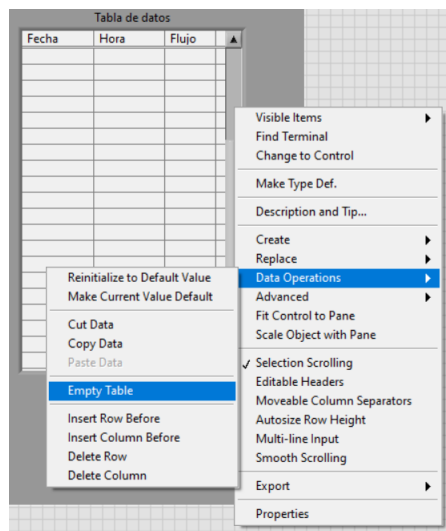 Tabla de datos
Fecha Hora Flujo
Visible Items
Find Terminal
Change to Control
Make Type Def.
Description and Tip...
Create
Replace
Data Operations
Advanced
Fit Control to Pane
Scale Object with Pane
Selection Scrolling
Editable Headers
Moveable Column Separators
Autosize Row Height
Multi-line Input
Smooth Scrolling
Export
Properties
Reinitialize to Default Value
Make Current Value Default
Cut Data
Copy Data
Paste Data
Empty Table
Insert Row Before
Insert Column Before
Delete Row
Delete Column